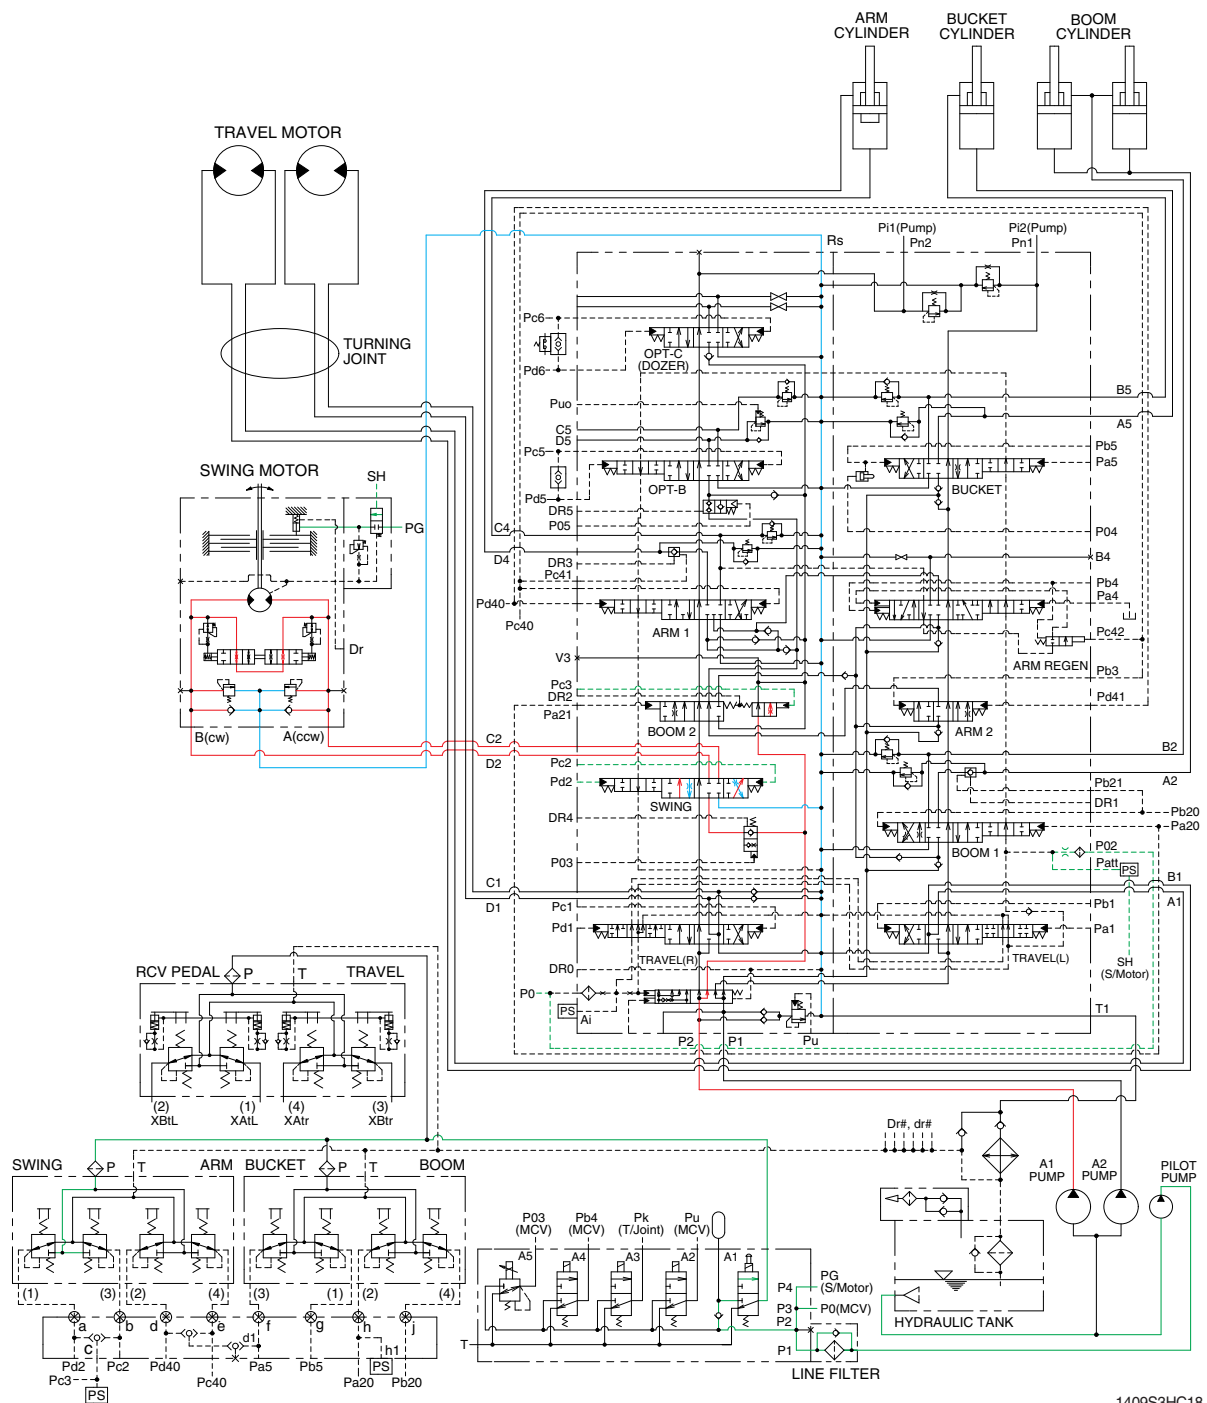 ARM CYLINDER
BUCKET CYLINDER
BOOM CYLINDER
TRAVEL MOTOR
TURNING JOINT
Rs
Pi1(Pump)
Pn2
Pi2(Pump)
Pn1
Pc6
Pd6
OPT-C
(DOZER)
Puo
C5
D5
Pc5
Pd5
OPT-B
BUCKET
B5
A5
Pb5
Pa5
SWING MOTOR
SH
PG
Dr
B(cw)
A(ccw)
DR5
P05
P04
C4
D4
DR3
Pc41
Pd40
Pc40
ARM 1
B4
Pb4
Pa4
Pc42
ARM REGEN
V3
Pc3
DR2
Pa21
BOOM 2
Pb3
Pd41
ARM 2
C2
D2
Pc2
Pd2
SWING
B2
A2
Pb21
DR1
Pb20
Pa20
BOOM 1
DR4
P03
P02
Patt
PS
C1
D1
B1
A1
Pc1
Pd1
Pb1
Pa1
TRAVEL(R)
TRAVEL(L)
SH
(S/Motor)
DR0
P0
PS
Ai
Pu
T1
P2
P1
RCV PEDAL
P
T
TRAVEL
(2)
XBtL
(1)
XAtL
(4)
XAtr
(3)
XBtr
SWING
P
T
ARM
BUCKET
P
T
BOOM
(1)
(3)
(2)
(4)
(3)
(1)
(2)
(4)
a
b
d
e
f
g
h
j
c
d1
h1
Pd2
Pc2
Pd40
Pc40
Pa5
Pb5
Pa20
PS
Pb20
Pc3
PS
P03
(MCV)
Pb4
(MCV)
Pk
(T/Joint)
Pu
(MCV)
A5
A4
A3
A2
A1
T
P4
P3
P2
P1
PG
(S/Motor)
P0(MCV)
LINE FILTER
Dr#, dr#
A1
PUMP
A2
PUMP
PILOT
PUMP
HYDRAULIC TANK
1409S3HC18